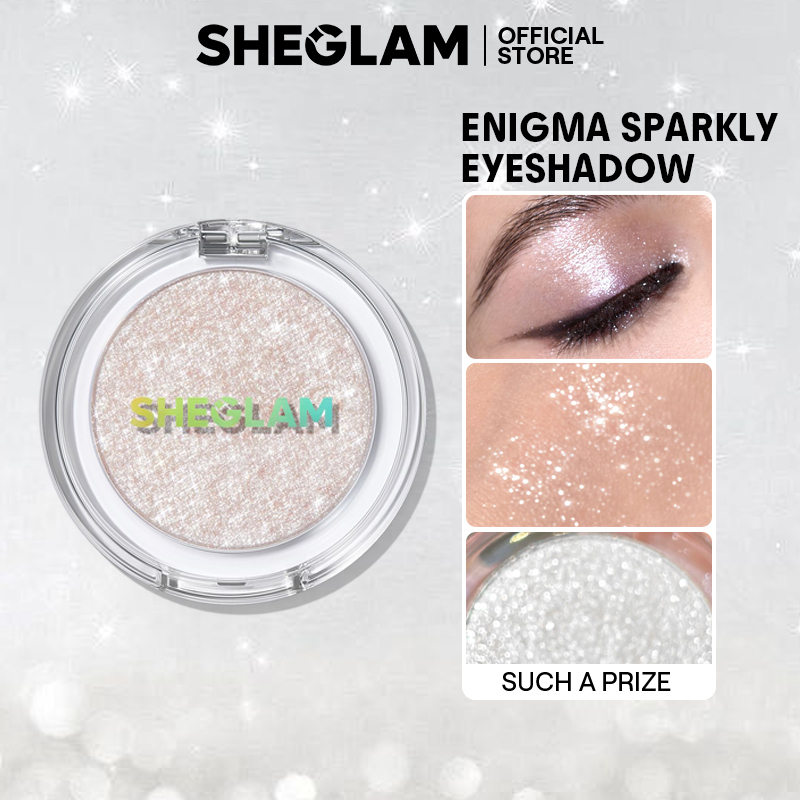 SHEGLAM
OFFICIAL
STORE
ENIGMA SPARKLY
EYESHADOW
SHEGLAM
SUCH A PRIZE